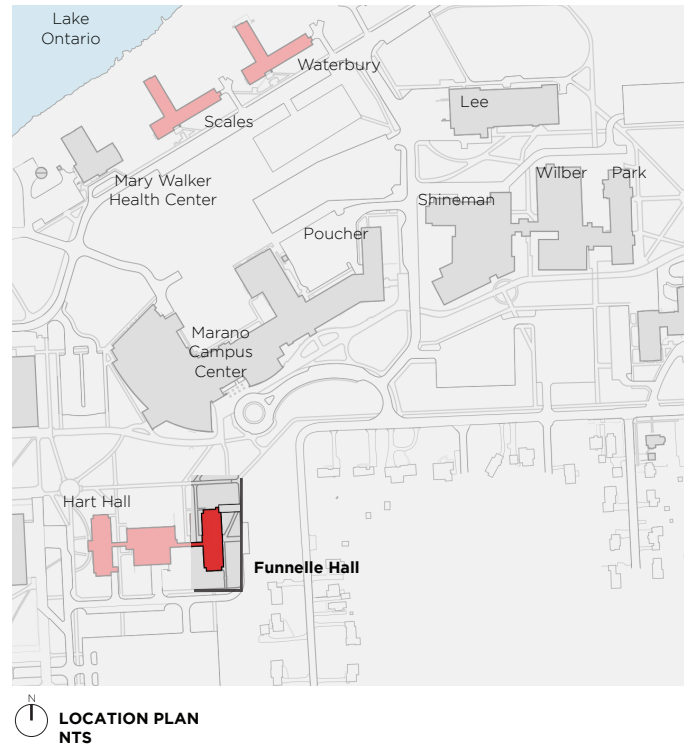 Lake
Ontario
Waterbury
Scales
Lee
Mary Walker
Health Center
Wilber
Park
Shineman
Poucher
Marano
Campus
Center
Hart Hall
Funnelle Hall
N
LOCATION PLAN
NTS